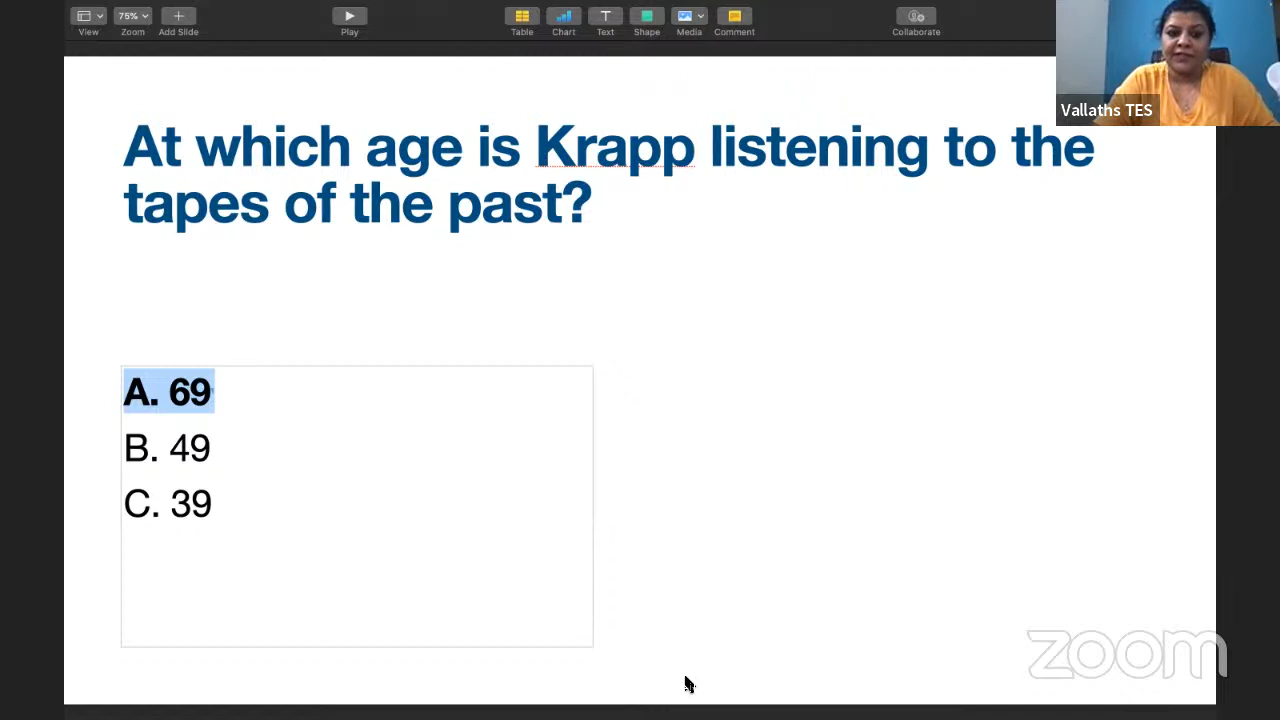 75%
View
Zoom
Add Slide
Play
Table
Chart
Text
Shape
Media
Comment
Collaborate
Vallaths TES
At which age is Krapp listening to the
tapes of the past?
A. 69
B. 49
C. 39
zoom